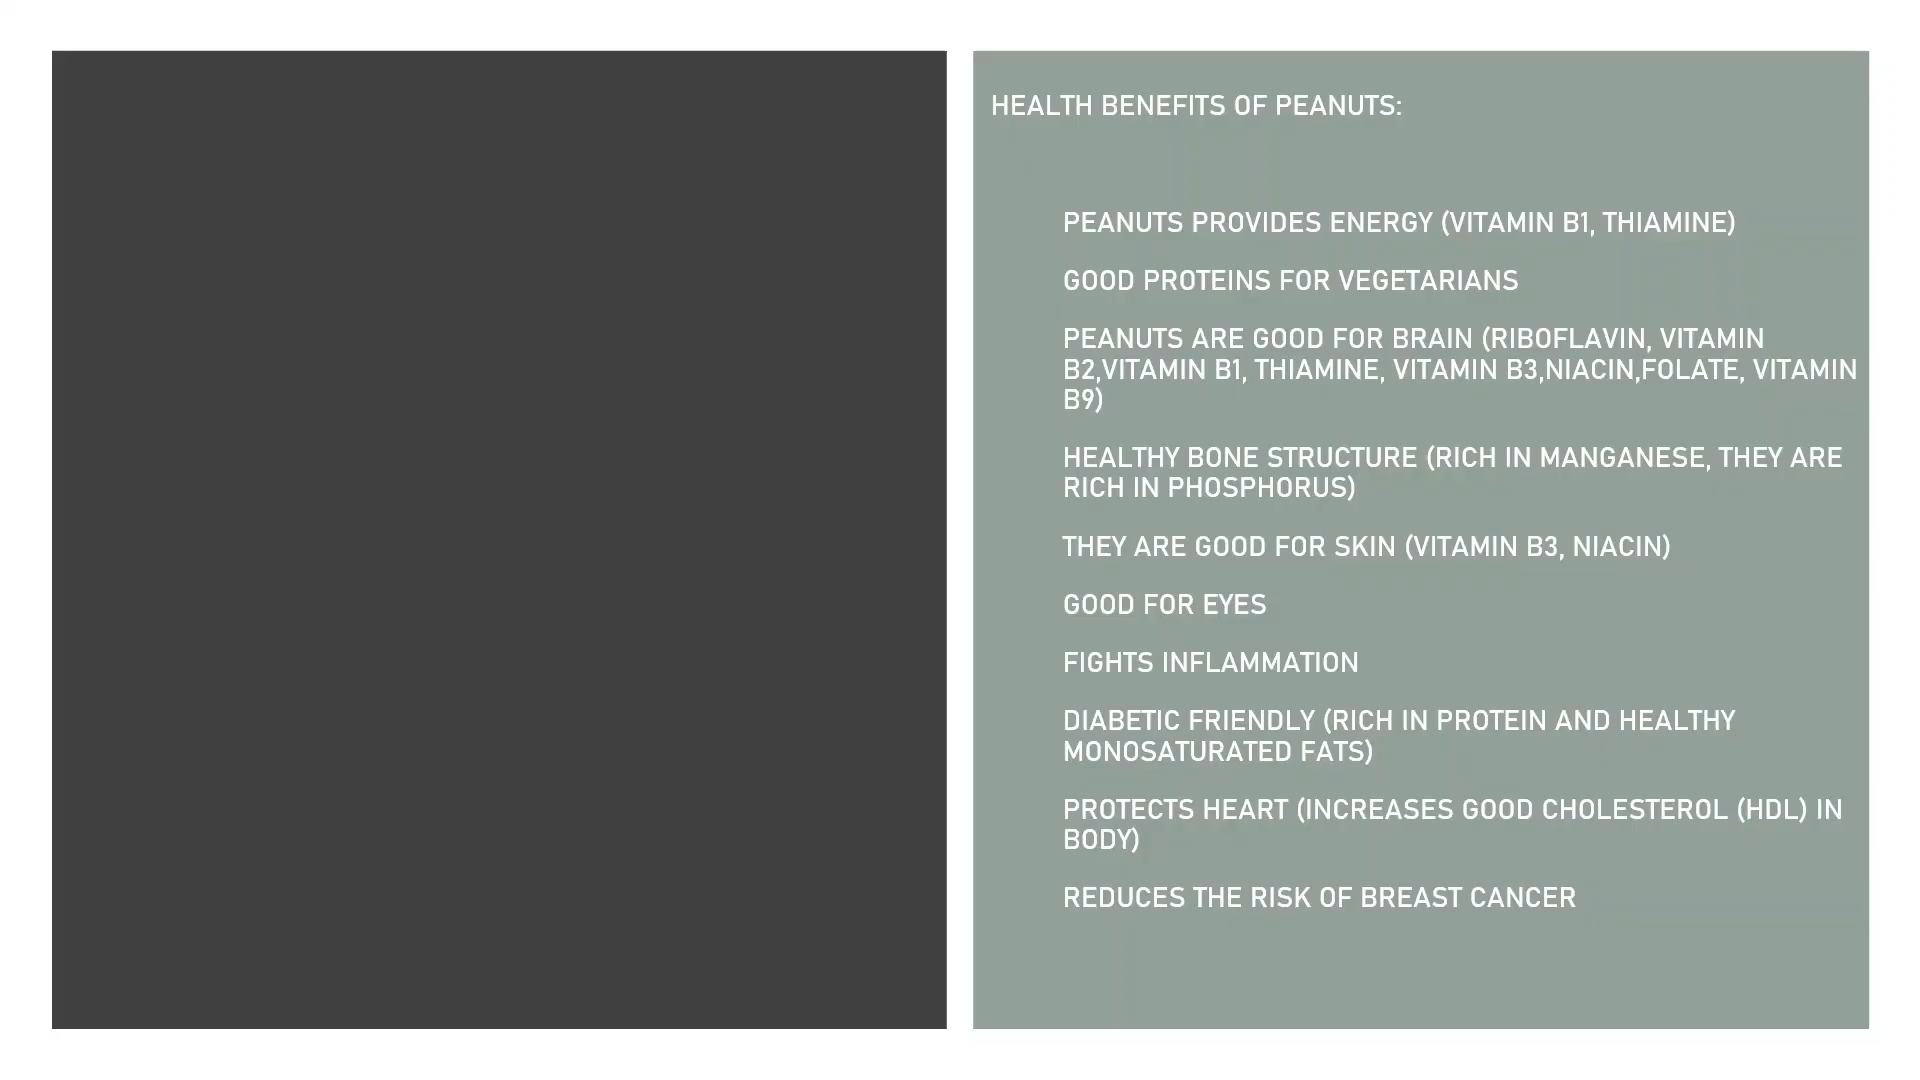 HEALTH BENEFITS OF PEANUTS:
PEANUTS PROVIDES ENERGY (VITAMIN B1, THIAMINE)
GOOD PROTEINS FOR VEGETARIANS
PEANUTS ARE GOOD FOR BRAIN (RIBOFLAVIN, VITAMIN
B2,VITAMIN B1, THIAMINE, VITAMIN B3,NIACIN,FOLATE, VITAMIN
B9)
HEALTHY BONE STRUCTURE (RICH IN MANGANESE, THEY ARE
RICH IN PHOSPHORUS)
THEY ARE GOOD FOR SKIN (VITAMIN B3, NIACIN)
GOOD FOR EYES
FIGHTS INFLAMMATION
DIABETIC FRIENDLY (RICH IN PROTEIN AND HEALTHY
MONOSATURATED FATS)
PROTECTS HEART (INCREASES GOOD CHOLESTEROL (HDL) IN
BODY)
REDUCES THE RISK OF BREAST CANCER